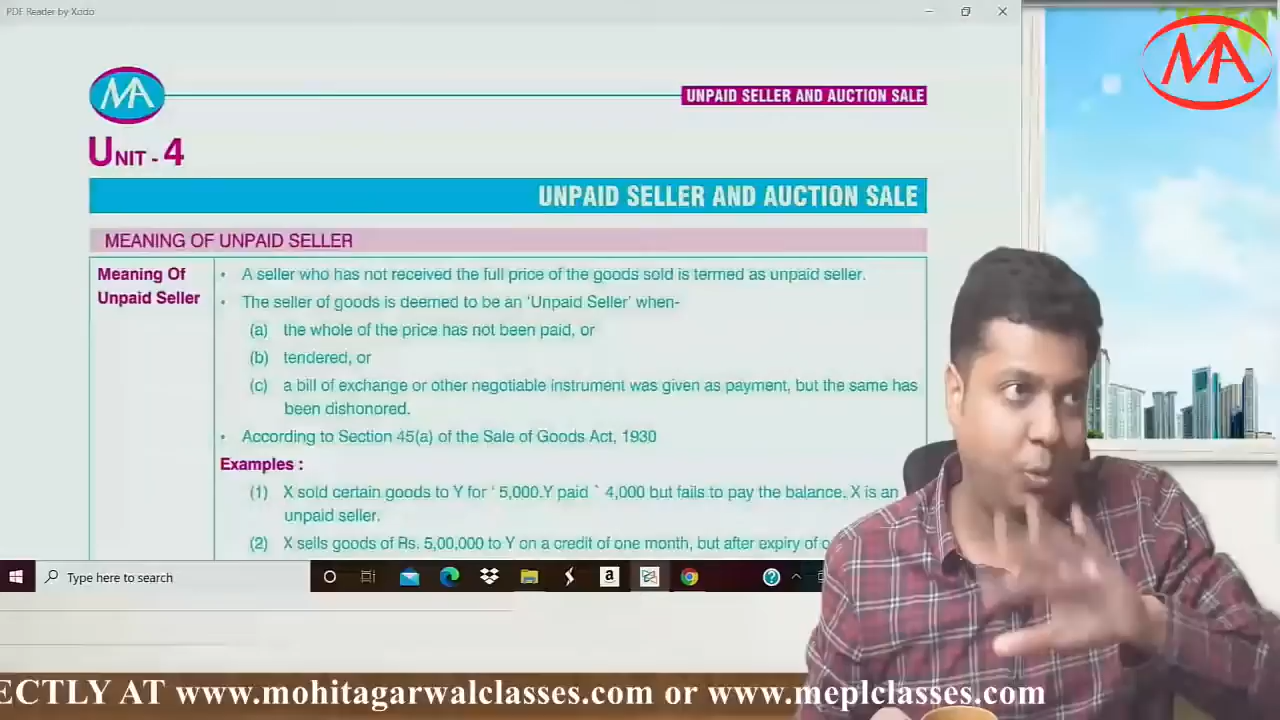 PDF Reader by Xodo
MA
MA
UNPAID SELLER AND AUCTION SALE
UNIT - 4
UNPAID SELLER AND AUCTION SALE
MEANING OF UNPAID SELLER
Meaning Of
Unpaid Seller
• A seller who has not received the full price of the goods sold is termed as unpaid seller.
• The seller of goods is deemed to be an ‘Unpaid Seller’ when-
(a) the whole of the price has not been paid, or
(b) tendered, or
(c) a bill of exchange or other negotiable instrument was given as payment, but the same has
been dishonored.
• According to Section 45(a) of the Sale of Goods Act, 1930
Examples :
(1) X sold certain goods to Y for ‘ 5,000.Y paid ` 4,000 but fails to pay the balance. X is an
unpaid seller.
(2) X sells goods of Rs. 5,00,000 to Y on a credit of one month, but after expiry of
Type here to search
ECTLY AT www.mohitagarwalclasses.com or www.meplclasses.com